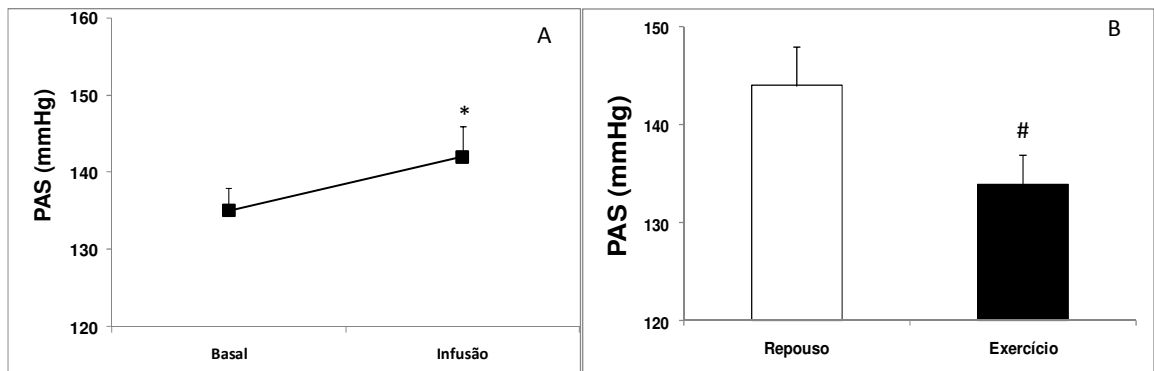 A
PAS (mmHg)
160
150
140
130
120
*
Basal
Infusão
B
PAS (mmHg)
150
140
130
120
#
Repouso
Exercício